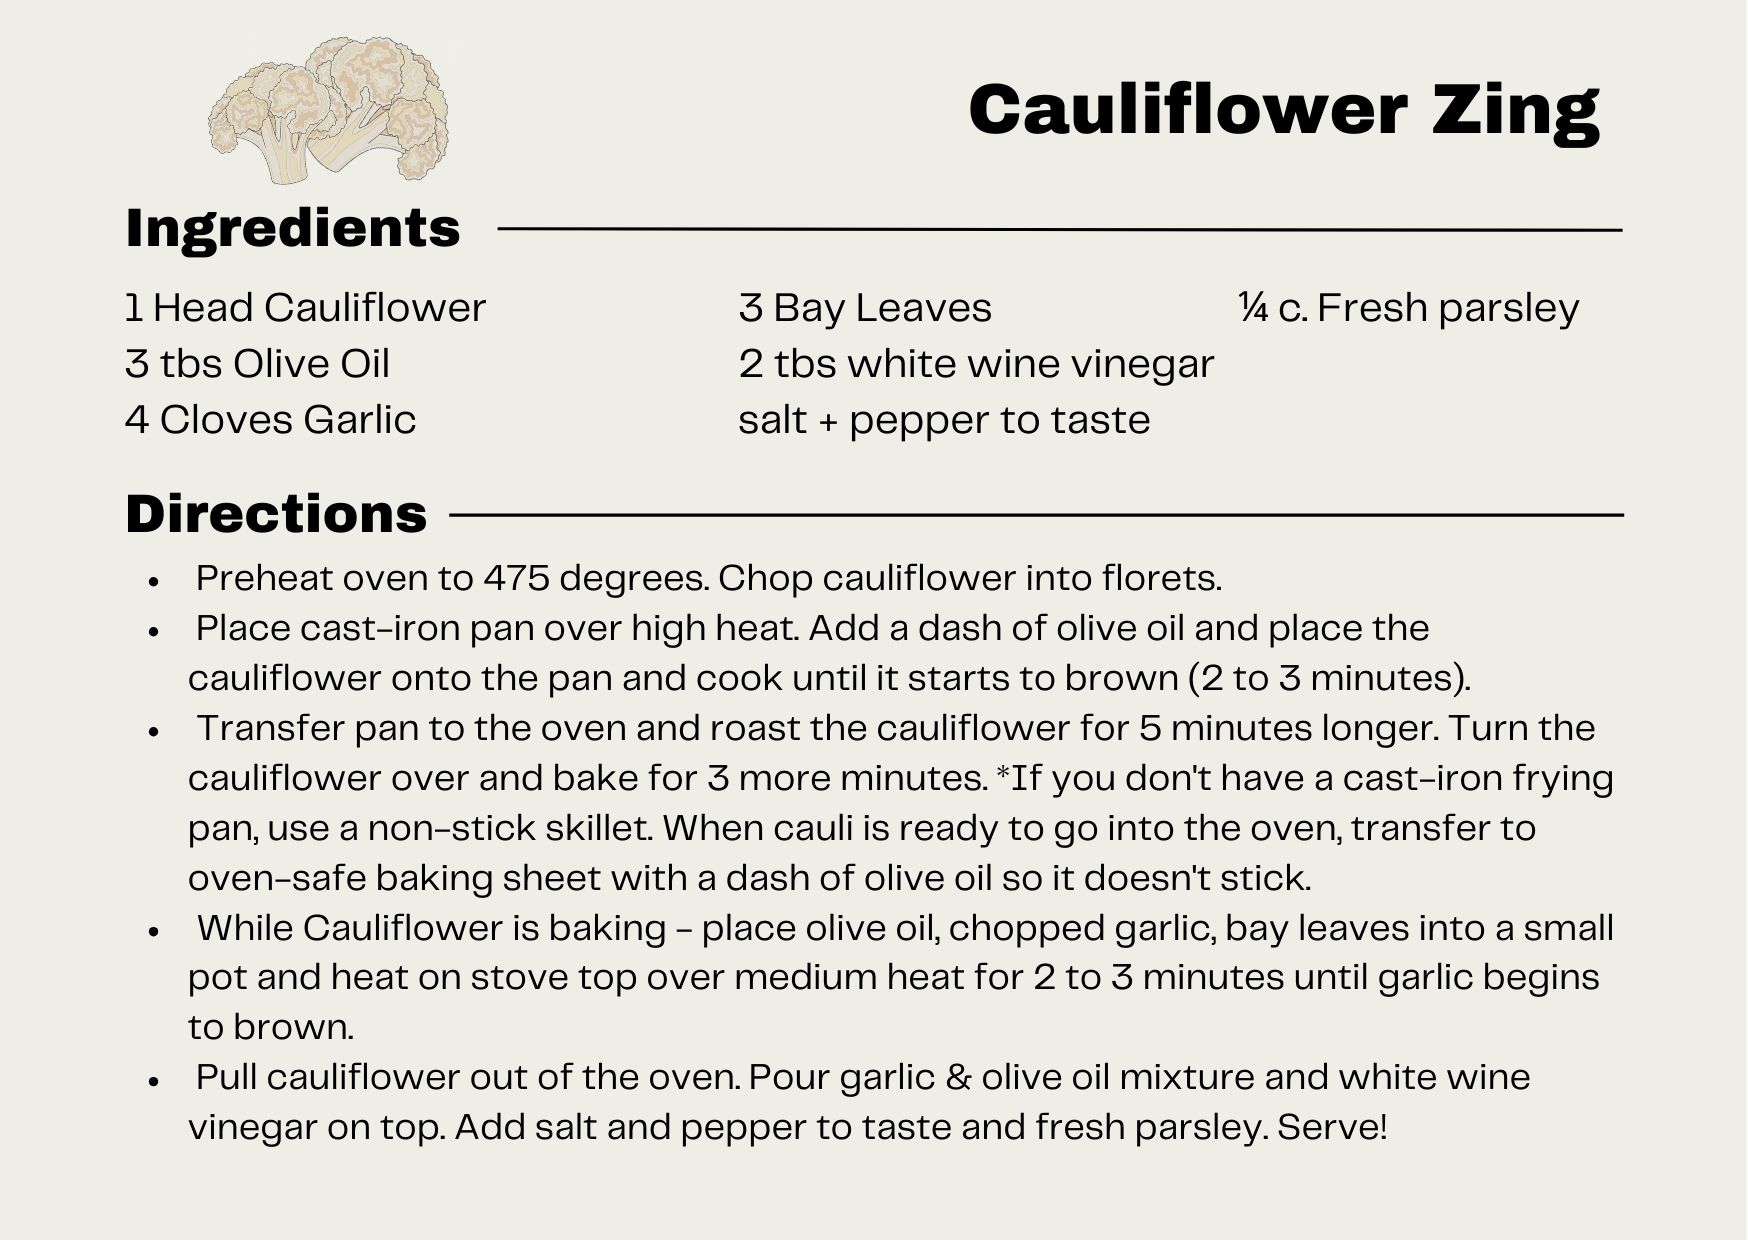 Cauliflower Zing
Ingredients
1 Head Cauliflower
3 tbs Olive Oil
4 Cloves Garlic
3 Bay Leaves
2 tbs white wine vinegar
salt + pepper to taste
¼ c. Fresh parsley
Directions
• Preheat oven to 475 degrees. Chop cauliflower into florets.
• Place cast-iron pan over high heat. Add a dash of olive oil and place the
cauliflower onto the pan and cook until it starts to brown (2 to 3 minutes).
• Transfer pan to the oven and roast the cauliflower for 5 minutes longer. Turn the
cauliflower over and bake for 3 more minutes. *If you don't have a cast-iron frying
pan, use a non-stick skillet. When cauli is ready to go into the oven, transfer to
oven-safe baking sheet with a dash of olive oil so it doesn't stick.
• While Cauliflower is baking - place olive oil, chopped garlic, bay leaves into a small
pot and heat on stove top over medium heat for 2 to 3 minutes until garlic begins
to brown.
• Pull cauliflower out of the oven. Pour garlic & olive oil mixture and white wine
vinegar on top. Add salt and pepper to taste and fresh parsley. Serve!